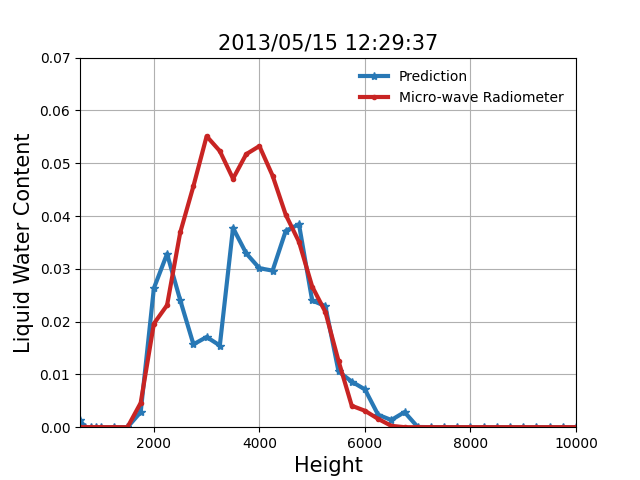 2013/05/15 12:29:37
Prediction
Micro-wave Radiometer
Liquid Water Content
0.07
0.06
0.05
0.04
0.03
0.02
0.01
0.00
2000 4000 6000 8000 10000
Height